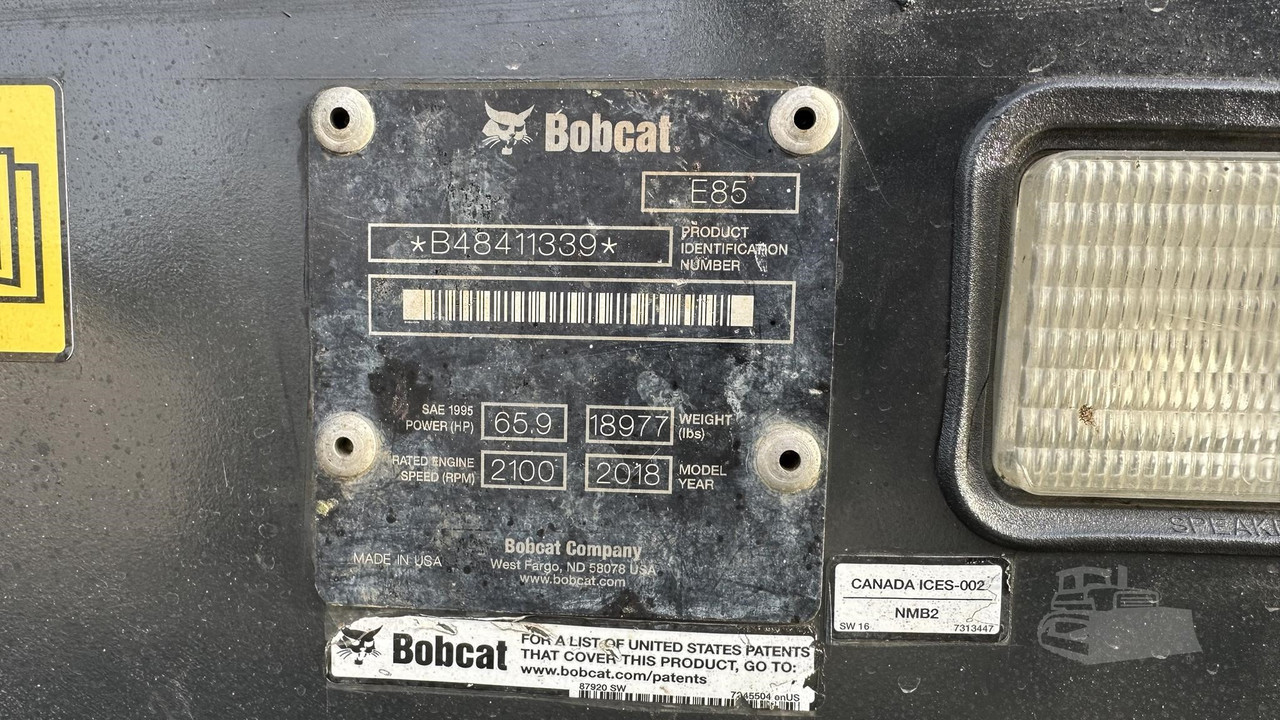 Bobcat
E85
*B48411339*
PRODUCT
IDENTIFICATION
NUMBER
SAE 1995
POWER (HP)
65.9
18977
WEIGHT
(lbs)
RATED ENGINE
SPEED (RPM)
2100
2018
MODEL
YEAR
MADE IN USA
Bobcat Company
West Fargo, ND 58078 USA
www.bobcat.com
Bobcat
FOR A LIST OF UNITED STATES PATENTS
THAT COVER THIS PRODUCT, GO TO:
www.bobcat.com/patents
87920 SW
7245504 enUS
CANADA ICES-002
NMB2
SW 16
7313447